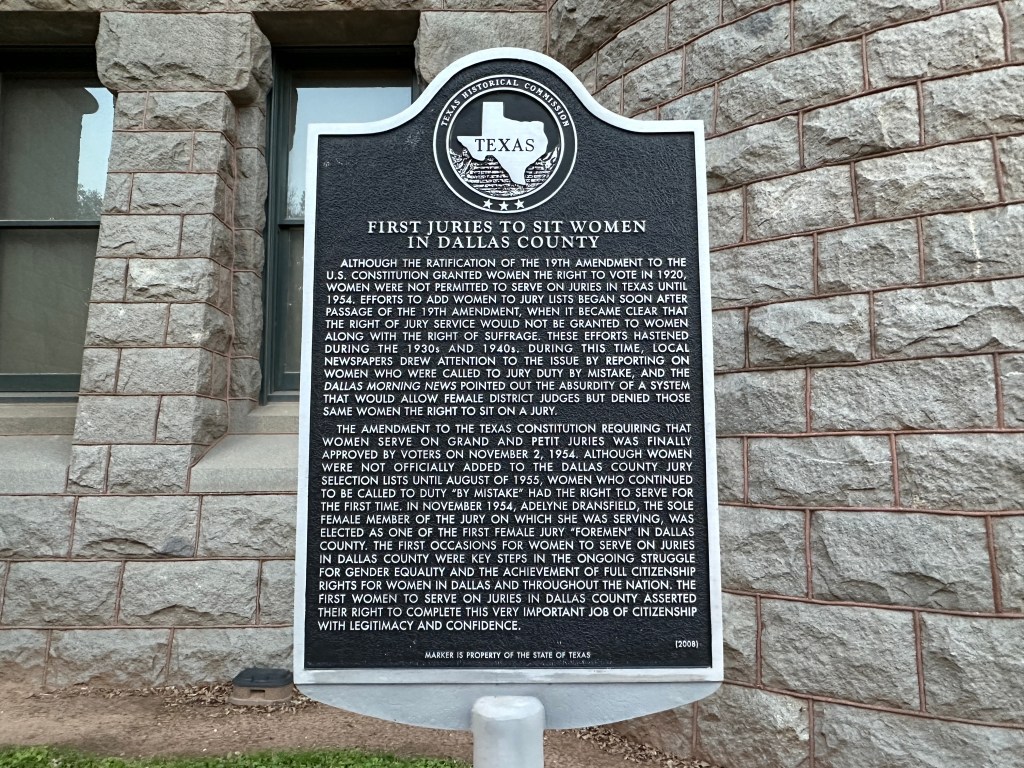 TEXAS HISTORICAL COMMISSION
TEXAS
FIRST JURIES TO SIT WOMEN
IN DALLAS COUNTY
ALTHOUGH THE RATIFICATION OF THE 19TH AMENDMENT TO THE
U.S. CONSTITUTION GRANTED WOMEN THE RIGHT TO VOTE IN 1920,
WOMEN WERE NOT PERMITTED TO SERVE ON JURIES IN TEXAS UNTIL
1954. EFFORTS TO ADD WOMEN TO JURY LISTS BEGAN SOON AFTER
PASSAGE OF THE 19TH AMENDMENT, WHEN IT BECAME CLEAR THAT
THE RIGHT OF JURY SERVICE WOULD NOT BE GRANTED TO WOMEN
ALONG WITH THE RIGHT OF SUFFRAGE. THESE EFFORTS HASTENED
DURING THE 1930s AND 1940s. DURING THIS TIME, LOCAL
NEWSPAPERS DREW ATTENTION TO THE ISSUE BY REPORTING ON
WOMEN WHO WERE CALLED TO JURY DUTY BY MISTAKE, AND THE
DALLAS MORNING NEWS POINTED OUT THE ABSURDITY OF A SYSTEM
THAT WOULD ALLOW FEMALE DISTRICT JUDGES BUT DENIED THOSE
SAME WOMEN THE RIGHT TO SIT ON A JURY.
THE AMENDMENT TO THE TEXAS CONSTITUTION REQUIRING THAT
WOMEN SERVE ON GRAND AND PETIT JURIES WAS FINALLY
APPROVED BY VOTERS ON NOVEMBER 2, 1954. ALTHOUGH WOMEN
WERE NOT OFFICIALLY ADDED TO THE DALLAS COUNTY JURY
SELECTION LISTS UNTIL AUGUST OF 1955, WOMEN WHO CONTINUED
TO BE CALLED TO DUTY "BY MISTAKE" HAD THE RIGHT TO SERVE FOR
THE FIRST TIME. IN NOVEMBER 1954, ADELYNE DRANSFIELD, THE SOLE
FEMALE MEMBER OF THE JURY ON WHICH SHE WAS SERVING, WAS
ELECTED AS ONE OF THE FIRST FEMALE JURY "FOREMEN" IN DALLAS
COUNTY. THE FIRST OCCASIONS FOR WOMEN TO SERVE ON JURIES
IN DALLAS COUNTY WERE KEY STEPS IN THE ONGOING STRUGGLE
FOR GENDER EQUALITY AND THE ACHIEVEMENT OF FULL CITIZENSHIP
RIGHTS FOR WOMEN IN DALLAS AND THROUGHOUT THE NATION. THE
FIRST WOMEN TO SERVE ON JURIES IN DALLAS COUNTY ASSERTED
THEIR RIGHT TO COMPLETE THIS VERY IMPORTANT JOB OF CITIZENSHIP
WITH LEGITIMACY AND CONFIDENCE.
(2008)
MARKER IS PROPERTY OF THE STATE OF TEXAS